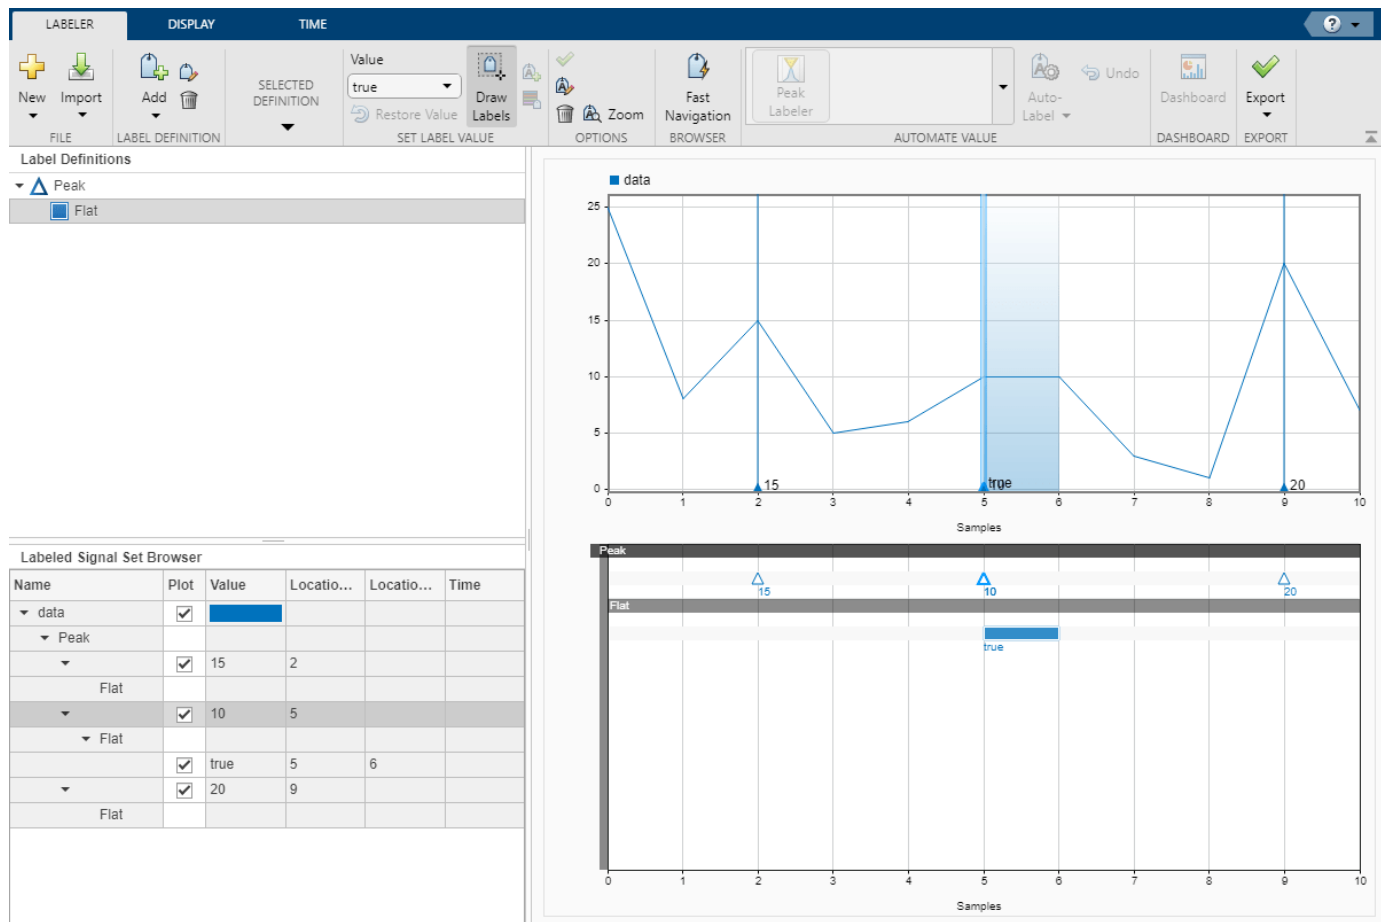 LABELER DISPLAY TIME ?
New Import Add SELECTED DEFINITION Value true Restore Value Draw Labels Zoom Fast Navigation Peak Labeler Auto-Label Undo Dashboard Export
FILE LABEL DEFINITION SET LABEL VALUE OPTIONS BROWSER AUTOMATE VALUE DASHBOARD EXPORT
Label Definitions
Peak
Flat
Labeled Signal Set Browser
Name Plot Value Locatio... Locatio... Time
data
Peak
15 2
Flat
10 5
Flat
true 5 6
20 9
Flat
data
25
20
15
10
5
0
15 true 20
0 1 2 3 4 5 6 7 8 9 10
Samples
Peak
15 10 20
Flat
true
0 1 2 3 4 5 6 7 8 9 10
Samples